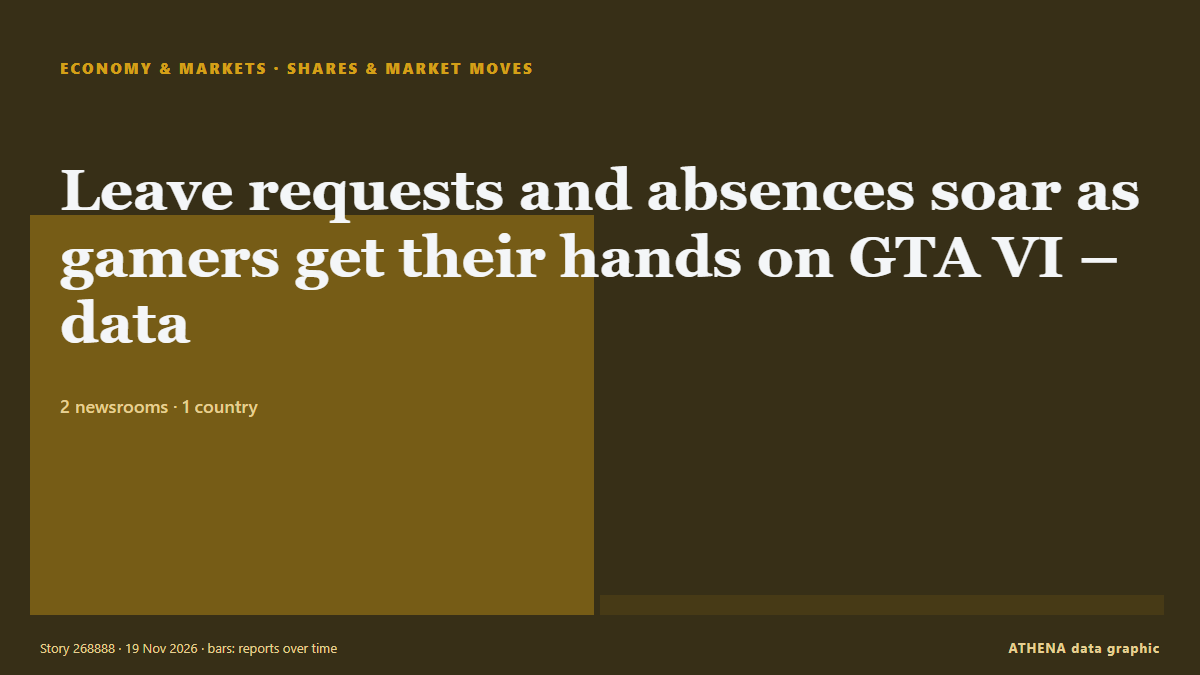 ECONOMY & MARKETS · SHARES & MARKET MOVES
Leave requests and absences soar as
gamers get their hands on GTA VI –
data
2 newsrooms · 1 country
Story 268888 · 19 Nov 2026 · bars: reports over time
ATHENA data graphic